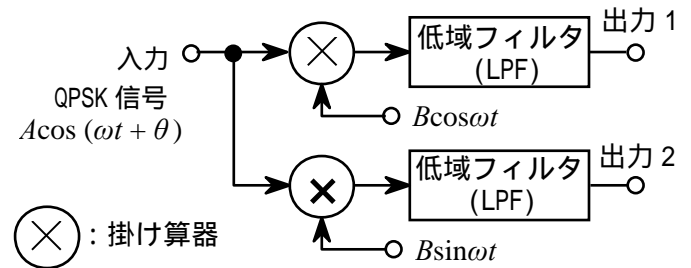 入力
QPSK 信号
Acos (ωt + θ)
低域フィルタ
(LPF)
出力 1
Bcosωt
低域フィルタ
(LPF)
出力 2
Bsinωt
：掛け算器